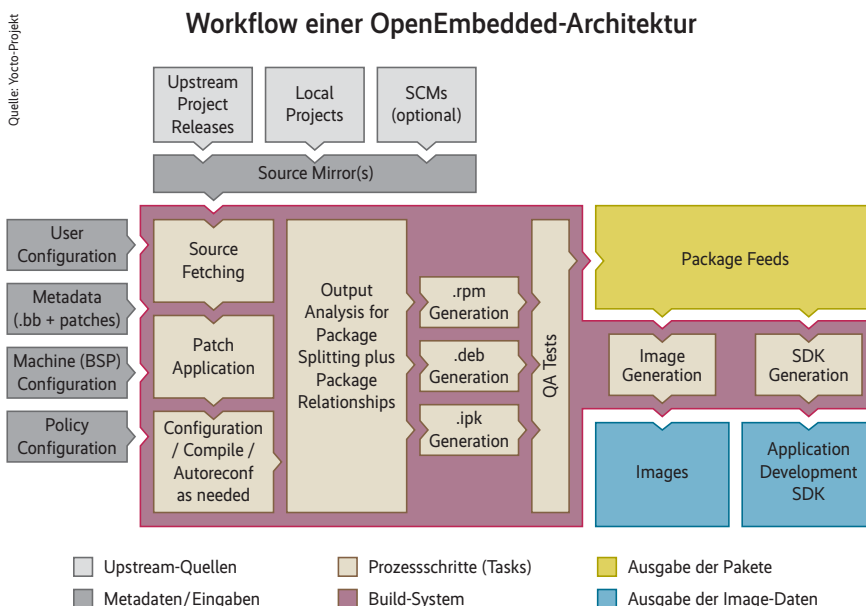 Workflow einer OpenEmbedded-Architektur
Quelle: Yocto-Projekt
Upstream
Project
Releases
Local
Projects
SCMs
(optional)
Source Mirror(s)
User
Configuration
Metadata
(.bb + patches)
Machine (BSP)
Configuration
Policy
Configuration
Source
Fetching
Patch
Application
Configuration
/ Compile /
Autoreconf
as needed
Output
Analysis for
Package
Splitting plus
Package
Relationships
.rpm
Generation
.deb
Generation
.ipk
Generation
QA Tests
Package Feeds
Image
Generation
SDK
Generation
Images
Application
Development
SDK
Upstream-Quellen
Prozessschritte (Tasks)
Ausgabe der Pakete
Metadaten/Eingaben
Build-System
Ausgabe der Image-Daten